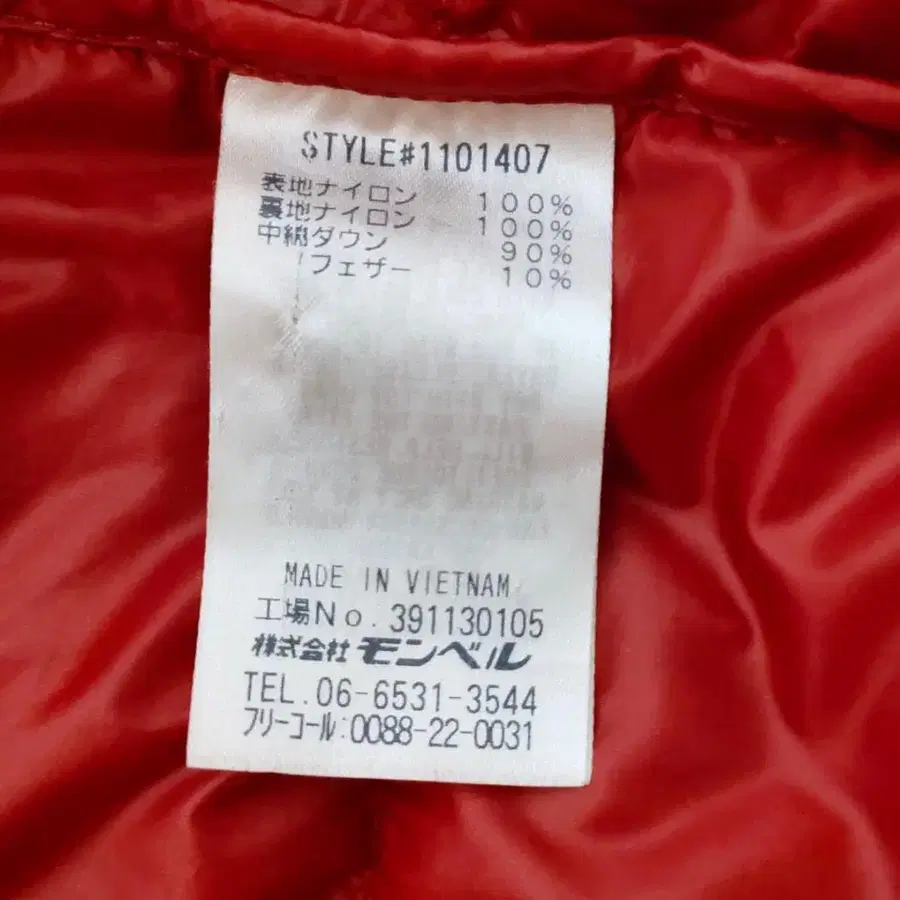 STYLE#1101407
表地ナイロン 100%
裏地ナイロン 100%
中綿ダウン 90%
フェザー 10%
MADE IN VIETNAM
工場No. 391130105
株式会社モンベル
TEL.06-6531-3544
フリーコール:0088-22-0031